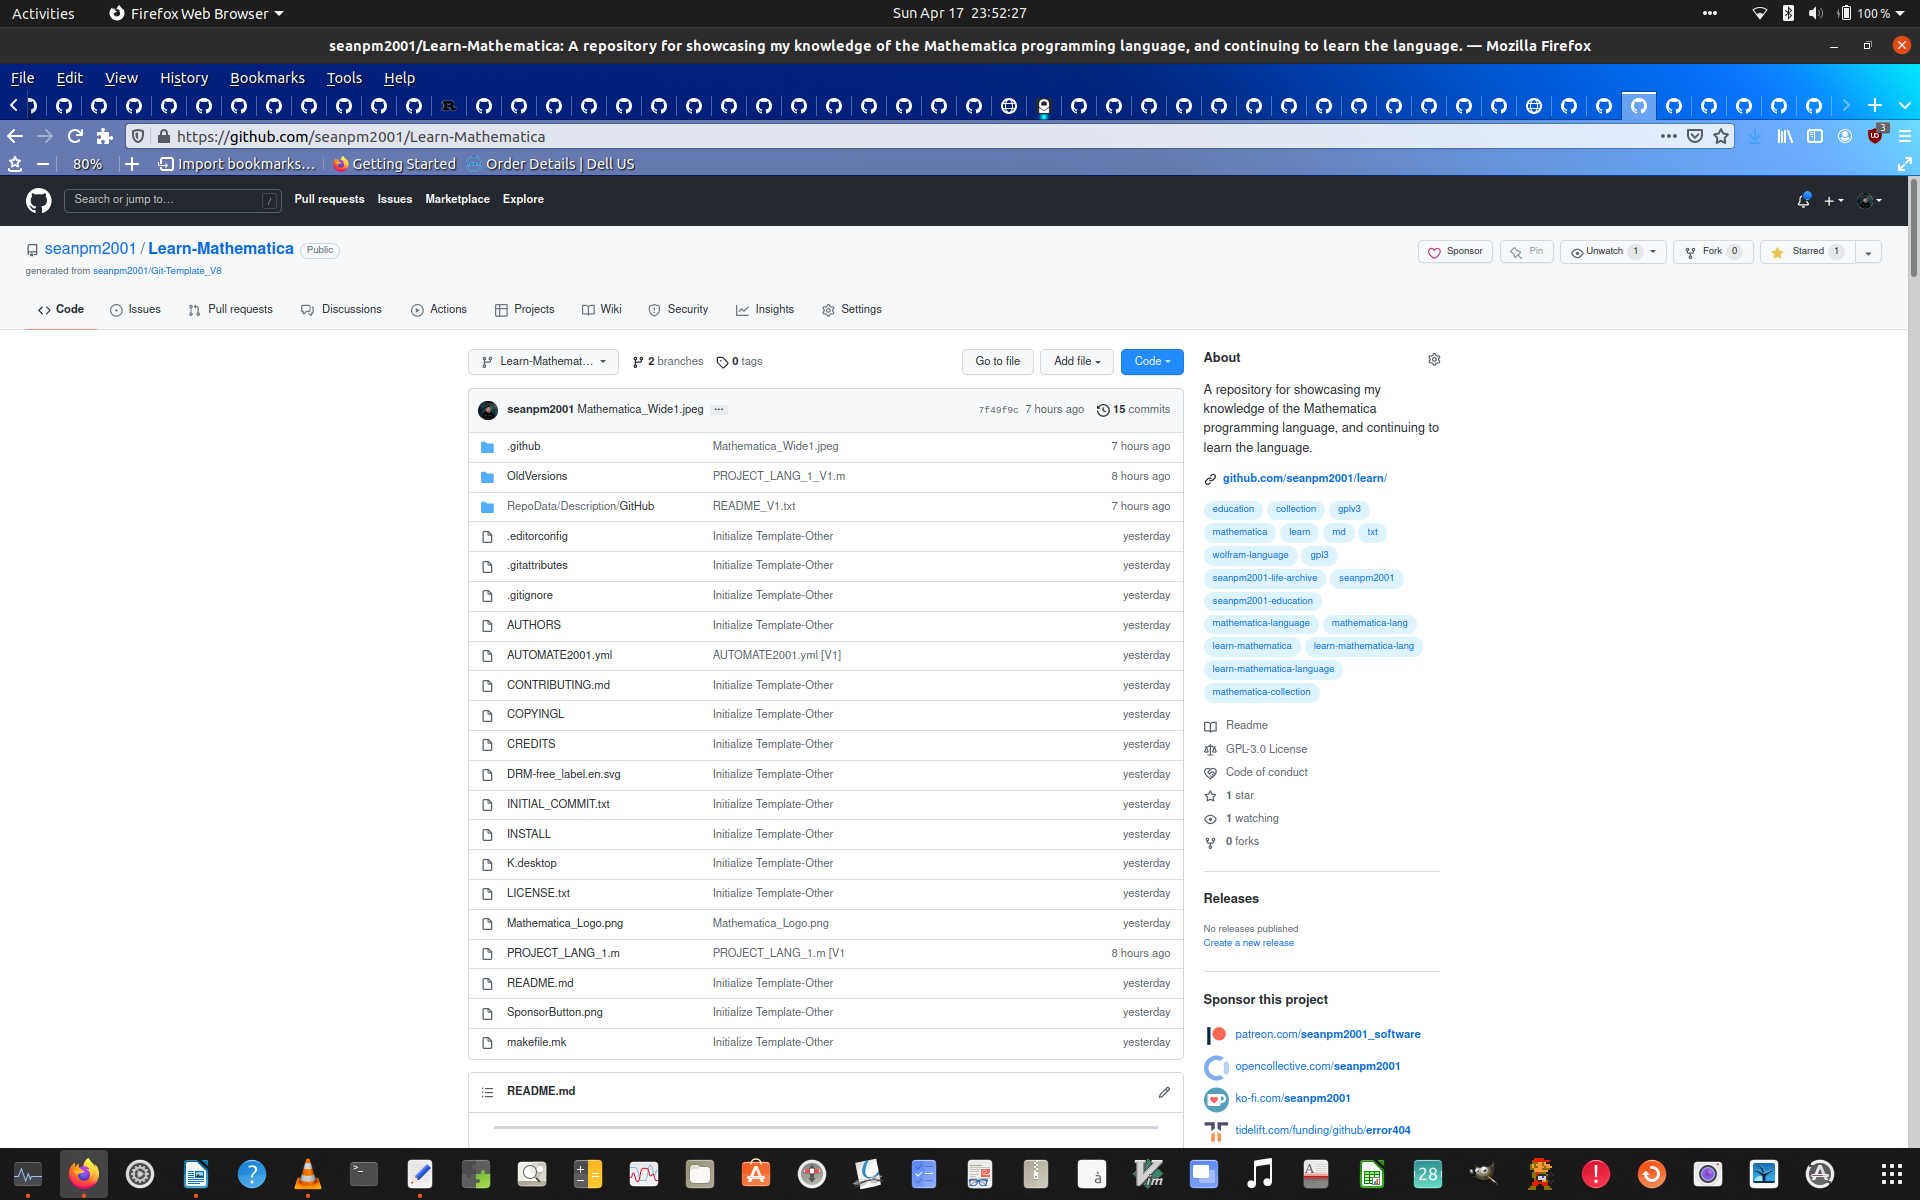 Activities Firefox Web Browser Sun Apr 17 23:52:27 100 %
seanpm2001/Learn-Mathematica: A repository for showcasing my knowledge of the Mathematica programming language, and continuing to learn the language. — Mozilla Firefox
File Edit View History Bookmarks Tools Help
https://github.com/seanpm2001/Learn-Mathematica 3
80% Import bookmarks... Getting Started Order Details | Dell US
Search or jump to... / Pull requests Issues Marketplace Explore
seanpm2001 / Learn-Mathematica Public Sponsor Pin Unwatch 1 Fork 0 Starred 1
generated from seanpm2001/Git-Template_V8
Code Issues Pull requests Discussions Actions Projects Wiki Security Insights Settings
Learn-Mathemat... 2 branches 0 tags Go to file Add file Code
seanpm2001 Mathematica_Wide1.jpeg ... 7f49f9c 7 hours ago 15 commits
.github Mathematica_Wide1.jpeg 7 hours ago
OldVersions PROJECT_LANG_1_V1.m 8 hours ago
RepoData/Description/GitHub README_V1.txt 7 hours ago
.editorconfig Initialize Template-Other yesterday
.gitattributes Initialize Template-Other yesterday
.gitignore Initialize Template-Other yesterday
AUTHORS Initialize Template-Other yesterday
AUTOMATE2001.yml AUTOMATE2001.yml [V1] yesterday
CONTRIBUTING.md Initialize Template-Other yesterday
COPYINGL Initialize Template-Other yesterday
CREDITS Initialize Template-Other yesterday
DRM-free_label.en.svg Initialize Template-Other yesterday
INITIAL_COMMIT.txt Initialize Template-Other yesterday
INSTALL Initialize Template-Other yesterday
K.desktop Initialize Template-Other yesterday
LICENSE.txt Initialize Template-Other yesterday
Mathematica_Logo.png Mathematica_Logo.png yesterday
PROJECT_LANG_1.m PROJECT_LANG_1.m [V1 8 hours ago
README.md Initialize Template-Other yesterday
SponsorButton.png Initialize Template-Other yesterday
makefile.mk Initialize Template-Other yesterday
README.md
About
A repository for showcasing my
knowledge of the Mathematica
programming language, and continuing to
learn the language.
github.com/seanpm2001/learn/
education collection gplv3
mathematica learn md txt
wolfram-language gpl3
seanpm2001-life-archive seanpm2001
seanpm2001-education
mathematica-language mathematica-lang
learn-mathematica learn-mathematica-lang
learn-mathematica-language
mathematica-collection
Readme
GPL-3.0 License
Code of conduct
1 star
1 watching
0 forks
Releases
No releases published
Create a new release
Sponsor this project
patreon.com/seanpm2001_software
opencollective.com/seanpm2001
ko-fi.com/seanpm2001
tidelift.com/funding/github/error404
28